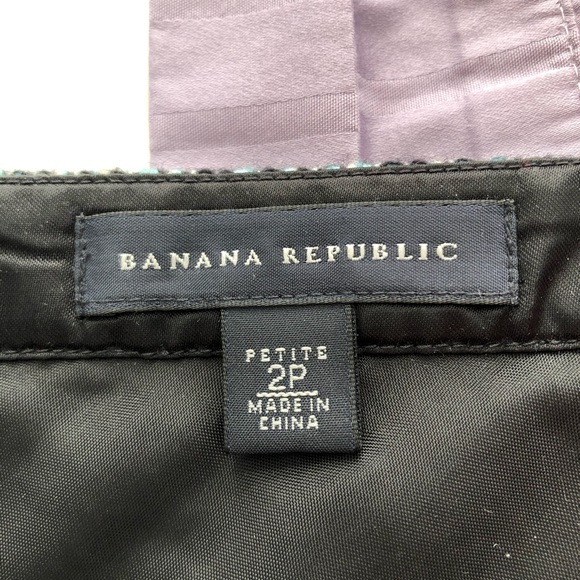 BANANA REPUBLIC
PETITE
2P
MADE IN
CHINA